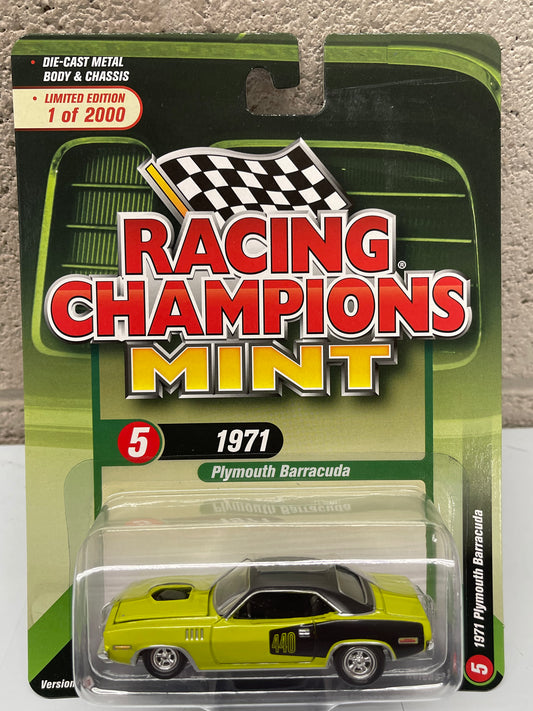 • DIE-CAST METAL
BODY & CHASSIS
• LIMITED EDITION
1 of 2000
RACING
CHAMPIONS®
MINT
5 1971
Plymouth Barracuda
440
Version
5 1971 Plymouth Barracuda